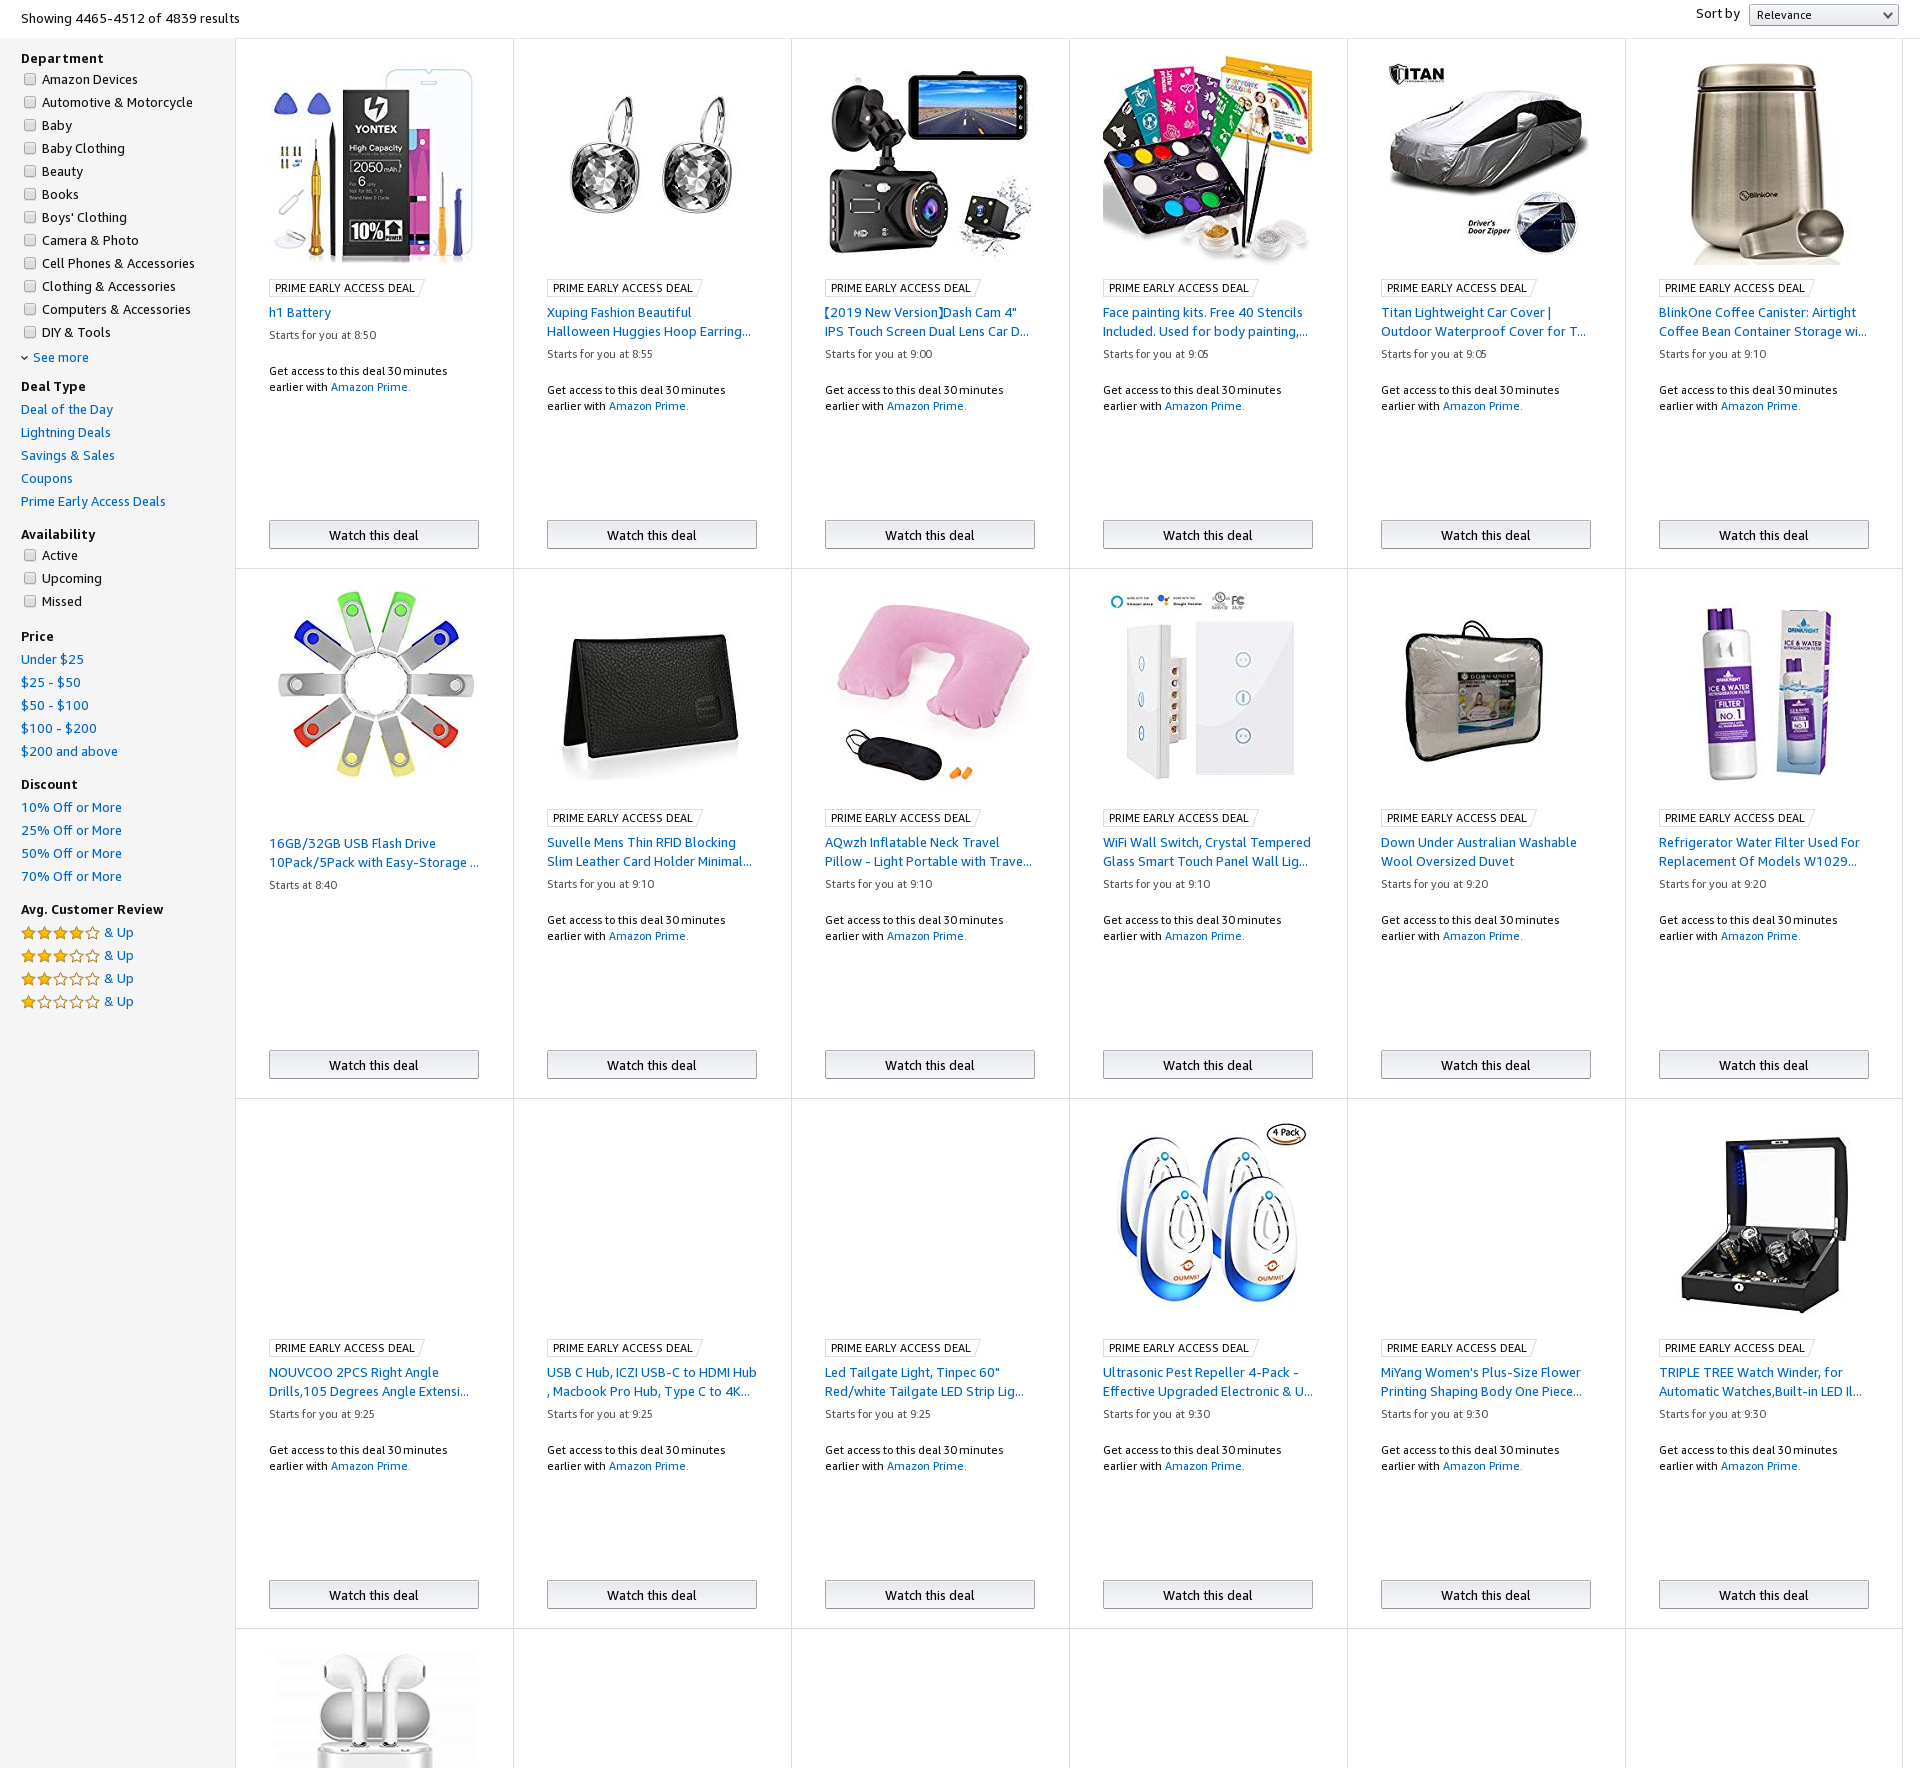 Showing 4465-4512 of 4839 results
Sort by
Relevance
Department
Amazon Devices
Automotive & Motorcycle
Baby
Baby Clothing
Beauty
Books
Boys' Clothing
Camera & Photo
Cell Phones & Accessories
Clothing & Accessories
Computers & Accessories
DIY & Tools
See more
Deal Type
Deal of the Day
Lightning Deals
Savings & Sales
Coupons
Prime Early Access Deals
Availability
Active
Upcoming
Missed
Price
Under $25
$25 - $50
$50 - $100
$100 - $200
$200 and above
Discount
10% Off or More
25% Off or More
50% Off or More
70% Off or More
Avg. Customer Review
& Up
& Up
& Up
& Up
YONTEX
High Capacity
2050 mAh
10%
PRIME EARLY ACCESS DEAL
h1 Battery
Starts for you at 8:50
Get access to this deal 30 minutes
earlier with Amazon Prime.
Watch this deal
PRIME EARLY ACCESS DEAL
Xuping Fashion Beautiful
Halloween Huggies Hoop Earring...
Starts for you at 8:55
Get access to this deal 30 minutes
earlier with Amazon Prime.
Watch this deal
PRIME EARLY ACCESS DEAL
【2019 New Version】Dash Cam 4"
IPS Touch Screen Dual Lens Car D...
Starts for you at 9:00
Get access to this deal 30 minutes
earlier with Amazon Prime.
Watch this deal
PRIME EARLY ACCESS DEAL
Face painting kits. Free 40 Stencils
Included. Used for body painting,...
Starts for you at 9:05
Get access to this deal 30 minutes
earlier with Amazon Prime.
Watch this deal
TITAN
Driver's
Door Zipper
PRIME EARLY ACCESS DEAL
Titan Lightweight Car Cover |
Outdoor Waterproof Cover for T...
Starts for you at 9:05
Get access to this deal 30 minutes
earlier with Amazon Prime.
Watch this deal
BlinkOne
PRIME EARLY ACCESS DEAL
BlinkOne Coffee Canister: Airtight
Coffee Bean Container Storage wi...
Starts for you at 9:10
Get access to this deal 30 minutes
earlier with Amazon Prime.
Watch this deal
16GB/32GB USB Flash Drive
10Pack/5Pack with Easy-Storage ...
Starts at 8:40
Watch this deal
PRIME EARLY ACCESS DEAL
Suvelle Mens Thin RFID Blocking
Slim Leather Card Holder Minimal...
Starts for you at 9:10
Get access to this deal 30 minutes
earlier with Amazon Prime.
Watch this deal
PRIME EARLY ACCESS DEAL
AQwzh Inflatable Neck Travel
Pillow - Light Portable with Trave...
Starts for you at 9:10
Get access to this deal 30 minutes
earlier with Amazon Prime.
Watch this deal
PRIME EARLY ACCESS DEAL
WiFi Wall Switch, Crystal Tempered
Glass Smart Touch Panel Wall Lig...
Starts for you at 9:10
Get access to this deal 30 minutes
earlier with Amazon Prime.
Watch this deal
DOWN UNDER
PRIME EARLY ACCESS DEAL
Down Under Australian Washable
Wool Oversized Duvet
Starts for you at 9:20
Get access to this deal 30 minutes
earlier with Amazon Prime.
Watch this deal
DRINKRIGHT
ICE & WATER
FILTER
NO. 1
PRIME EARLY ACCESS DEAL
Refrigerator Water Filter Used For
Replacement Of Models W1029...
Starts for you at 9:20
Get access to this deal 30 minutes
earlier with Amazon Prime.
Watch this deal
PRIME EARLY ACCESS DEAL
NOUVCOO 2PCS Right Angle
Drills,105 Degrees Angle Extensi...
Starts for you at 9:25
Get access to this deal 30 minutes
earlier with Amazon Prime.
Watch this deal
PRIME EARLY ACCESS DEAL
USB C Hub, ICZI USB-C to HDMI Hub
, Macbook Pro Hub, Type C to 4K...
Starts for you at 9:25
Get access to this deal 30 minutes
earlier with Amazon Prime.
Watch this deal
PRIME EARLY ACCESS DEAL
Led Tailgate Light, Tinpec 60"
Red/white Tailgate LED Strip Lig...
Starts for you at 9:25
Get access to this deal 30 minutes
earlier with Amazon Prime.
Watch this deal
4 Pack
OUMMET
PRIME EARLY ACCESS DEAL
Ultrasonic Pest Repeller 4-Pack -
Effective Upgraded Electronic & U...
Starts for you at 9:30
Get access to this deal 30 minutes
earlier with Amazon Prime.
Watch this deal
PRIME EARLY ACCESS DEAL
MiYang Women's Plus-Size Flower
Printing Shaping Body One Piece...
Starts for you at 9:30
Get access to this deal 30 minutes
earlier with Amazon Prime.
Watch this deal
PRIME EARLY ACCESS DEAL
TRIPLE TREE Watch Winder, for
Automatic Watches,Built-in LED Il...
Starts for you at 9:30
Get access to this deal 30 minutes
earlier with Amazon Prime.
Watch this deal